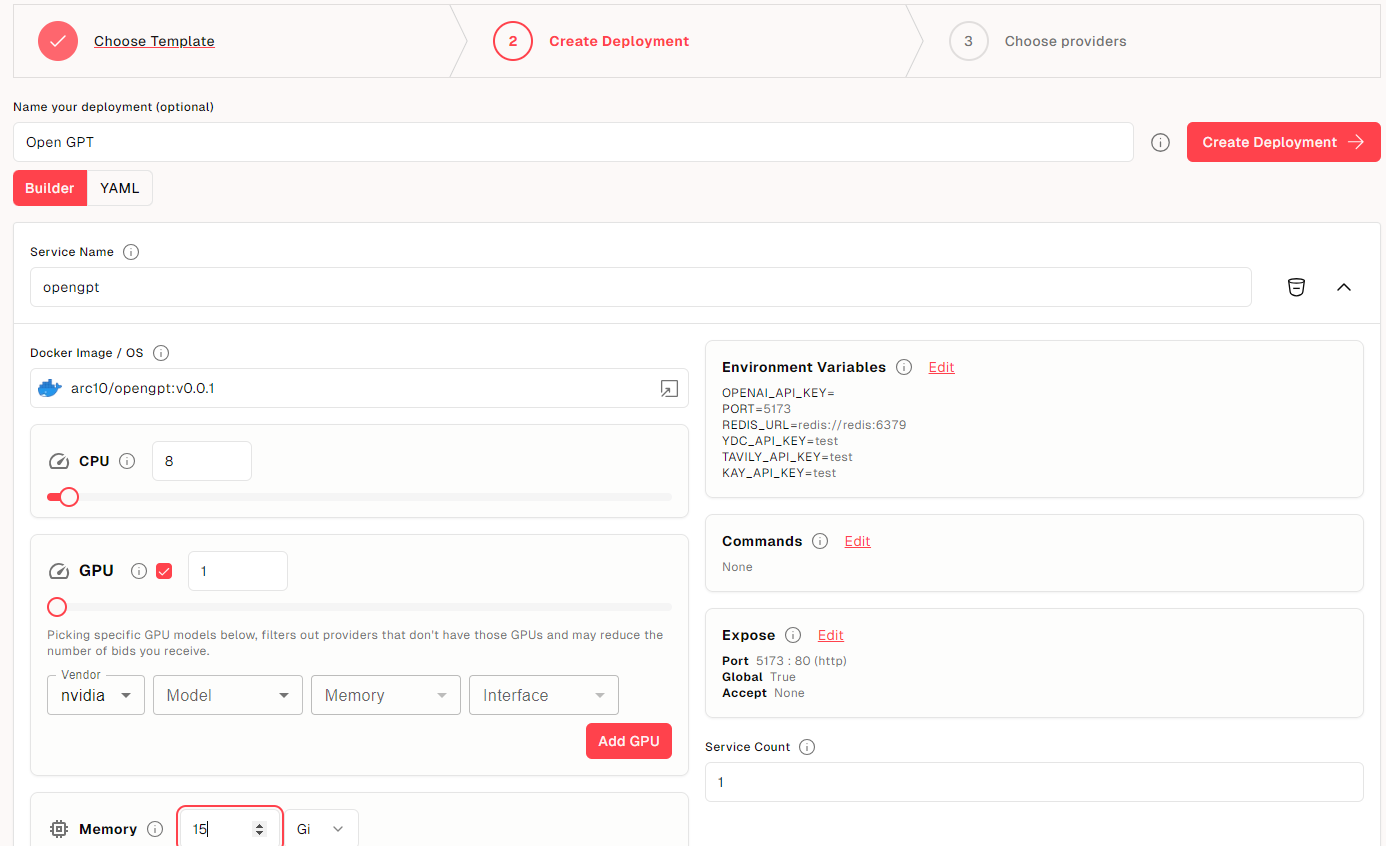 Choose Template
2
Create Deployment
3
Choose providers
Name your deployment (optional)
Open GPT
Create Deployment
Builder
YAML
Service Name
opengpt
Docker Image / OS
arc10/opengpt:v0.0.1
CPU
8
GPU
1
Picking specific GPU models below, filters out providers that don't have those GPUs and may reduce the
number of bids you receive.
Vendor
nvidia
Model
Memory
Interface
Add GPU
Memory
15
Gi
Environment Variables
Edit
OPENAI_API_KEY=
PORT=5173
REDIS_URL=redis://redis:6379
YDC_API_KEY=test
TAVILY_API_KEY=test
KAY_API_KEY=test
Commands
Edit
None
Expose
Edit
Port 5173 : 80 (http)
Global True
Accept None
Service Count
1